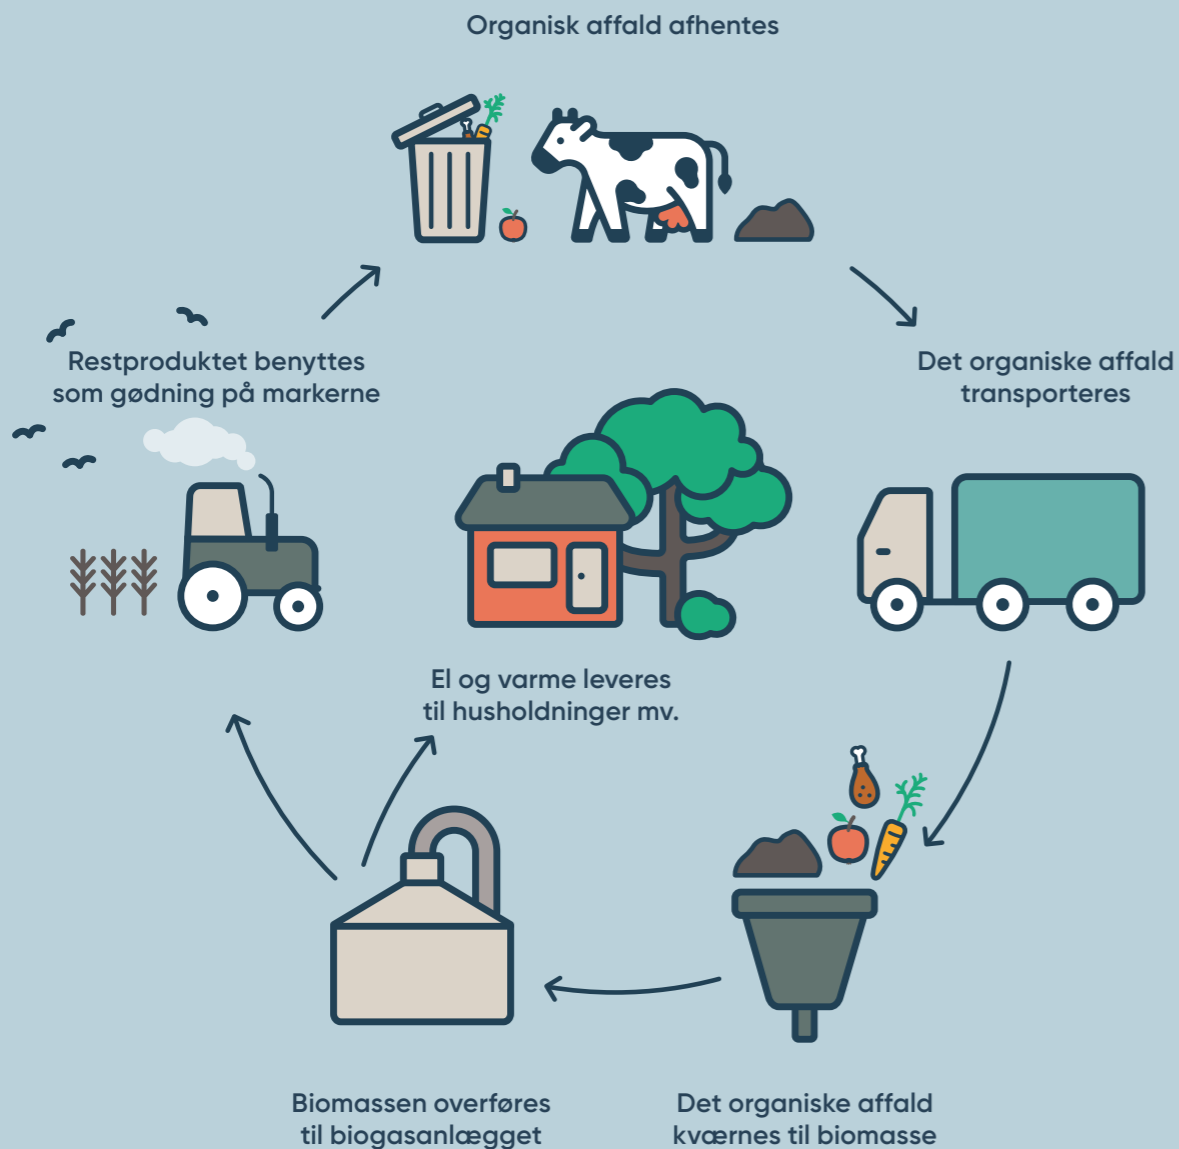 Organisk affald afhentes
Det organiske affald
transporteres
Det organiske affald
kværnes til biomasse
Biomassen overføres
til biogasanlægget
El og varme leveres
til husholdninger mv.
Restproduktet benyttes
som gødning på markerne